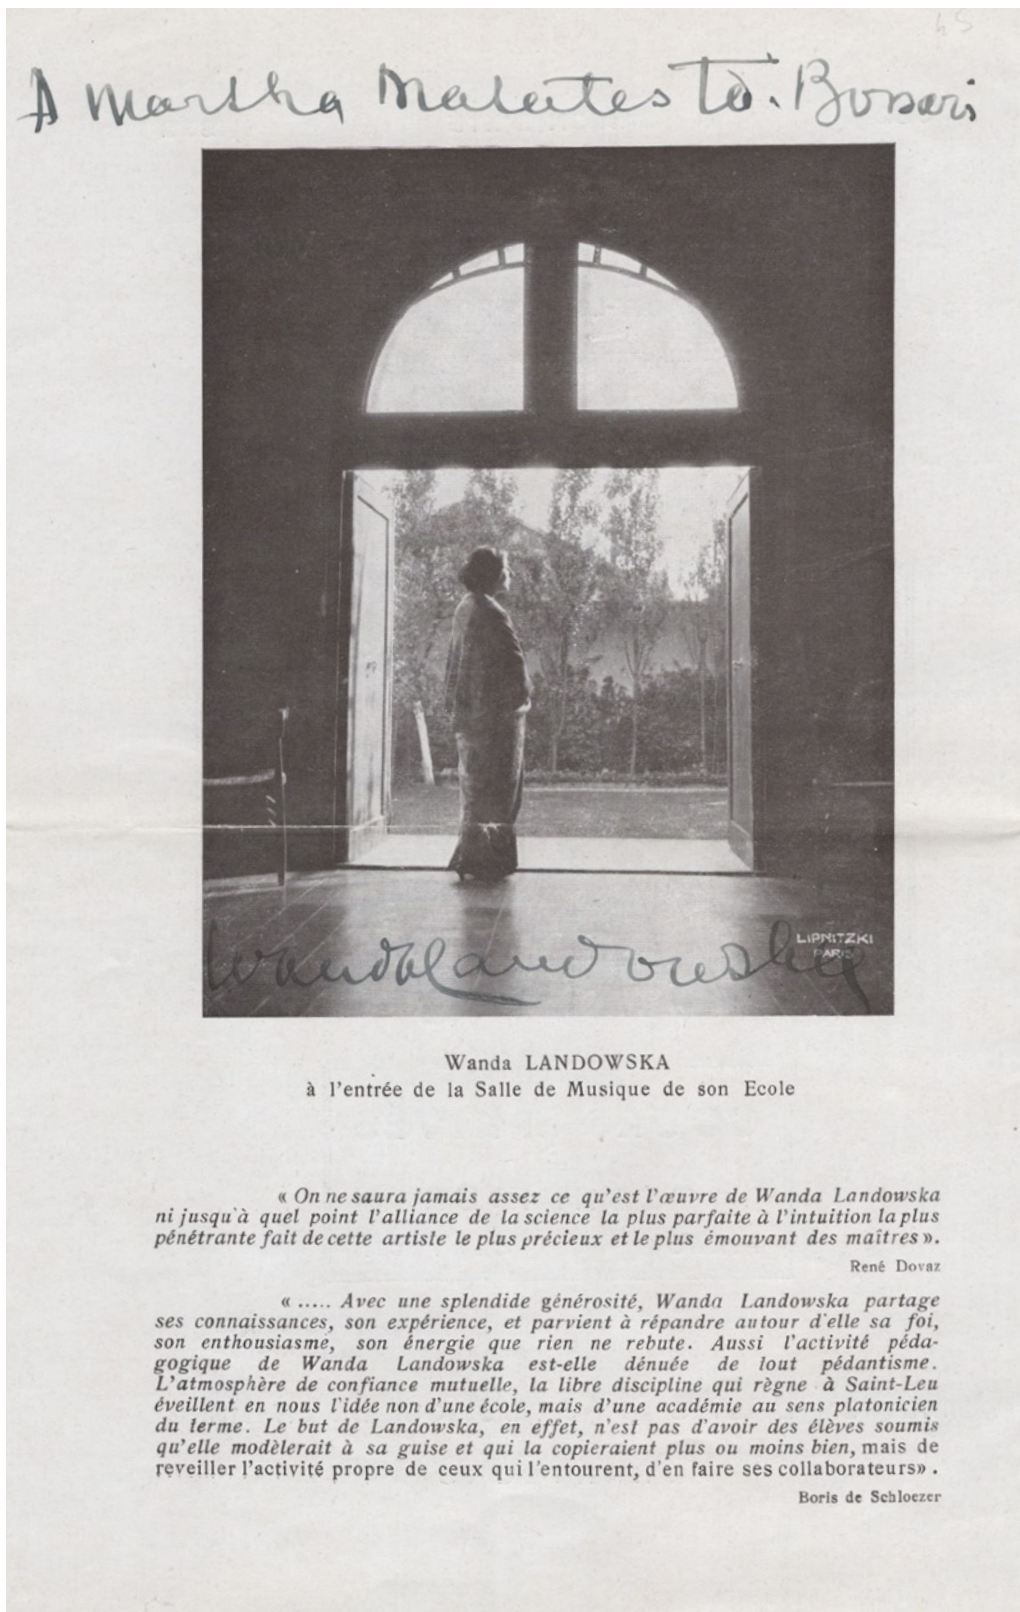 45
A Martha Malatesta. Bossari
LIPNITZKI
PARIS
Wanda Landowska
Wanda LANDOWSKA
à l'entrée de la Salle de Musique de son Ecole
« On ne saura jamais assez ce qu'est l'œuvre de Wanda Landowska
ni jusqu'à quel point l'alliance de la science la plus parfaite à l'intuition la plus
pénétrante fait de cette artiste le plus précieux et le plus émouvant des maîtres ».
René Dovaz
« ..... Avec une splendide générosité, Wanda Landowska partage
ses connaissances, son expérience, et parvient à répandre autour d'elle sa foi,
son enthousiasme, son énergie que rien ne rebute. Aussi l'activité péda-
gogique de Wanda Landowska est-elle dénuée de tout pédantisme.
L'atmosphère de confiance mutuelle, la libre discipline qui règne à Saint-Leu
éveillent en nous l'idée non d'une école, mais d'une académie au sens platonicien
du terme. Le but de Landowska, en effet, n'est pas d'avoir des élèves soumis
qu'elle modèlerait à sa guise et qui la copieraient plus ou moins bien, mais de
reveiller l'activité propre de ceux qui l'entourent, d'en faire ses collaborateurs» .
Boris de Schloezer